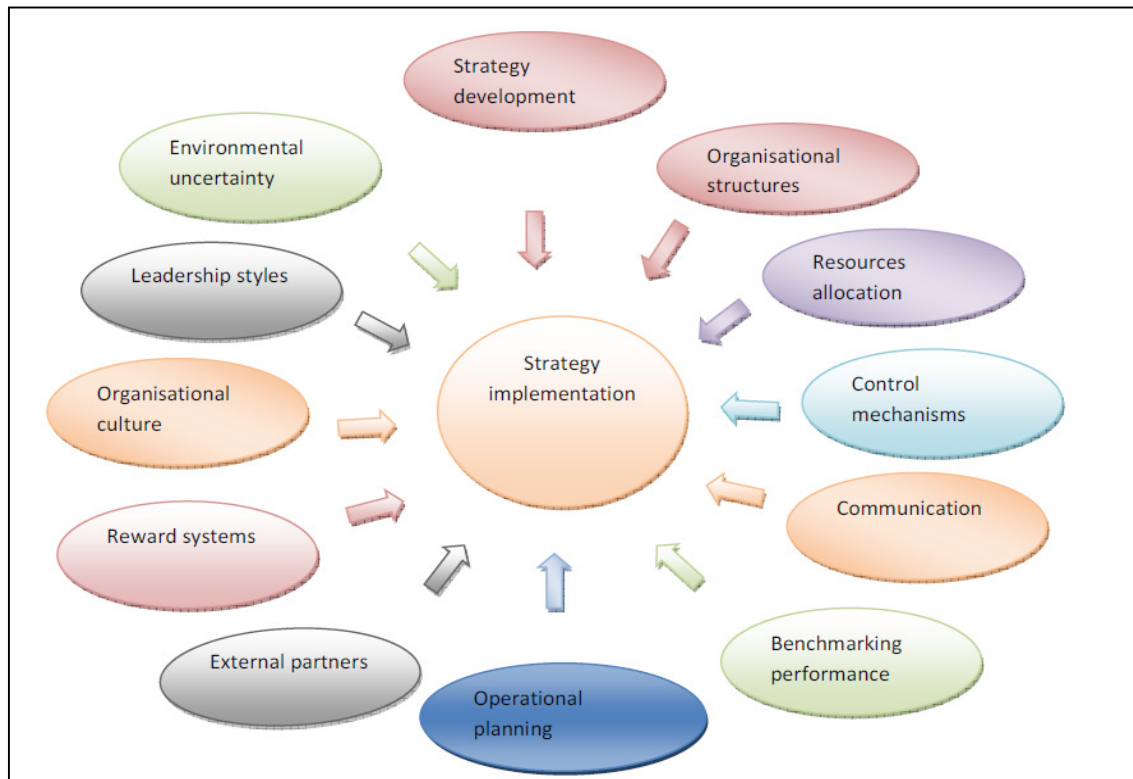 Strategy
development
Organisational
structures
Resources
allocation
Control
mechanisms
Communication
Benchmarking
performance
Operational
planning
External partners
Reward systems
Organisational
culture
Leadership styles
Environmental
uncertainty
Strategy
implementation